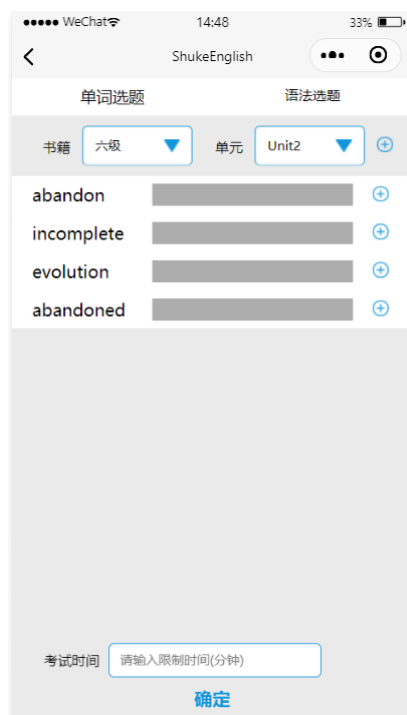 WeChat 14:48 33%
ShukeEnglish
单词选题 语法选题
书籍 六级 单元 Unit2
abandon
incomplete
evolution
abandoned
考试时间 请输入限制时间(分钟)
确定